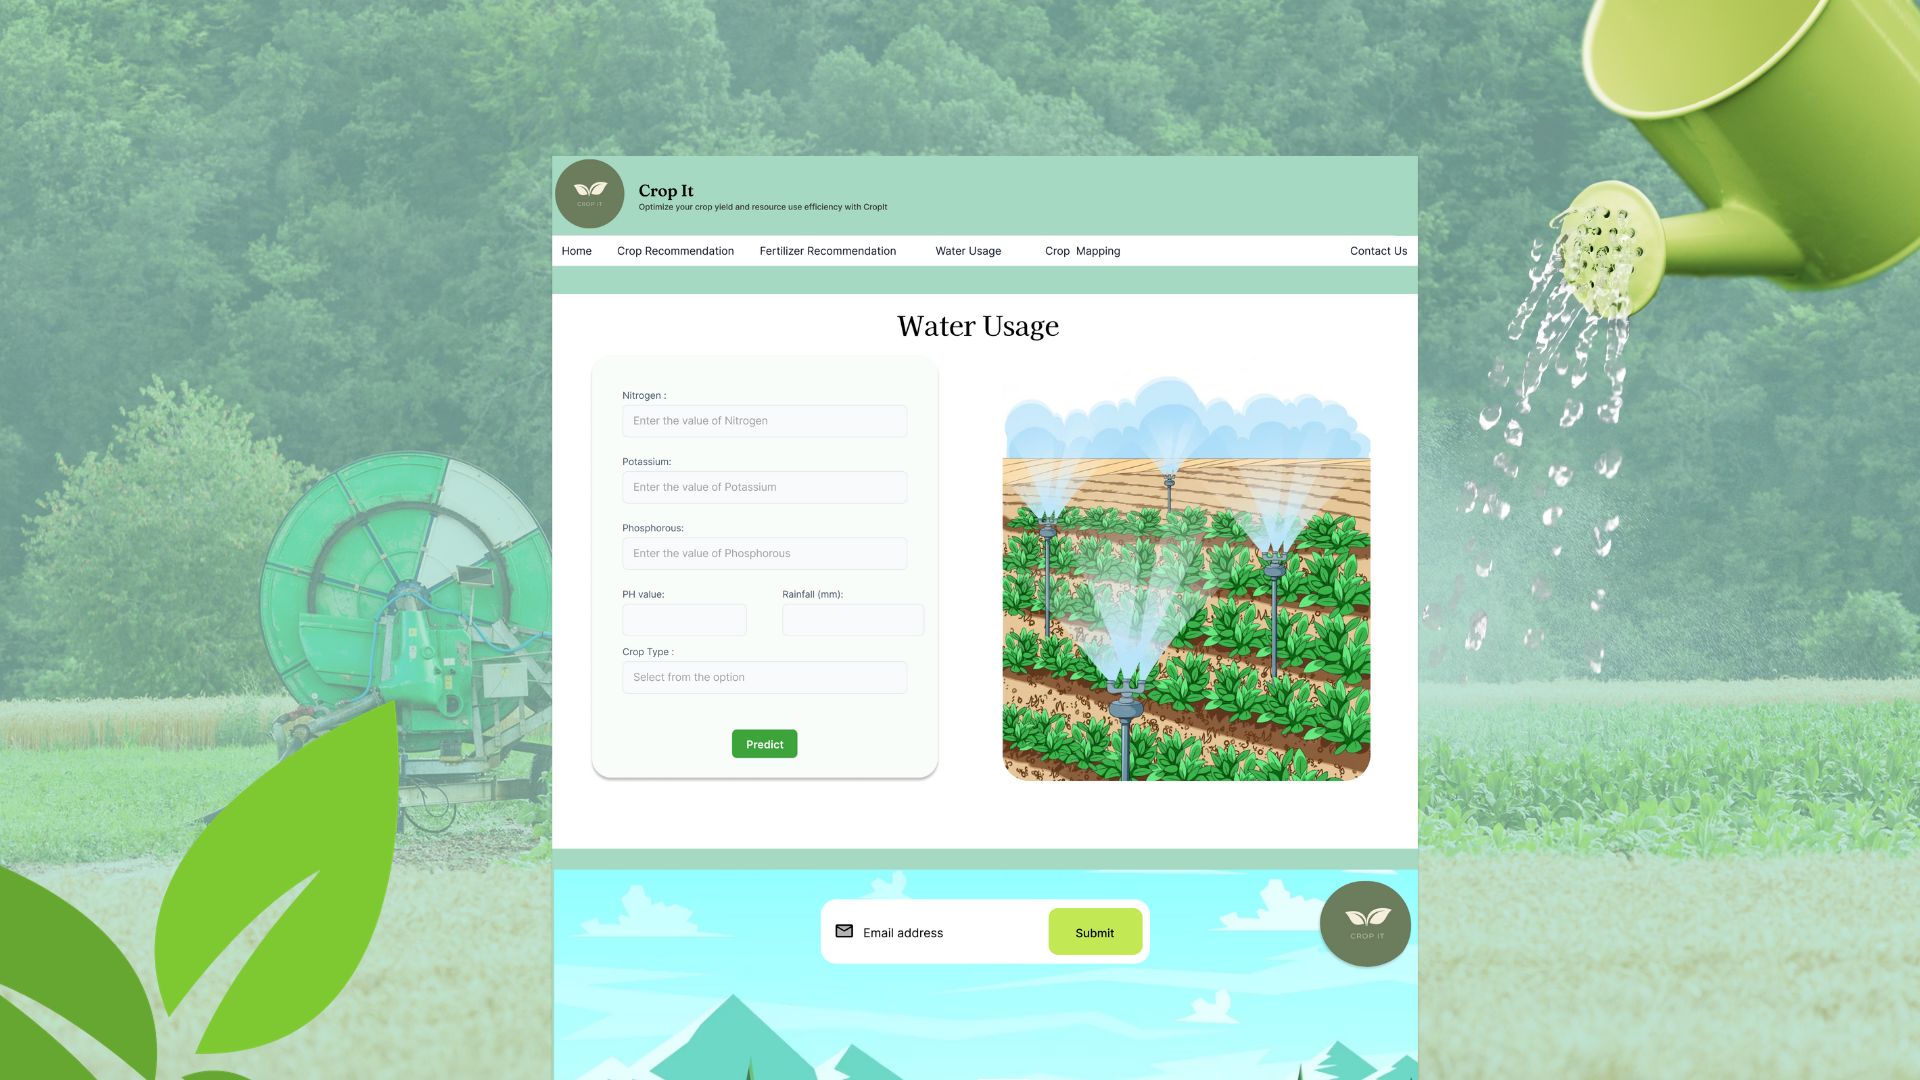 CROP IT
Crop It
Optimize your crop yield and resource use efficiency with CropIt
Home Crop Recommendation Fertilizer Recommendation Water Usage Crop Mapping Contact Us
Water Usage
Nitrogen :
Enter the value of Nitrogen
Potassium:
Enter the value of Potassium
Phosphorous:
Enter the value of Phosphorous
PH value: Rainfall (mm):
Crop Type :
Select from the option
Predict
Email address Submit
CROP IT